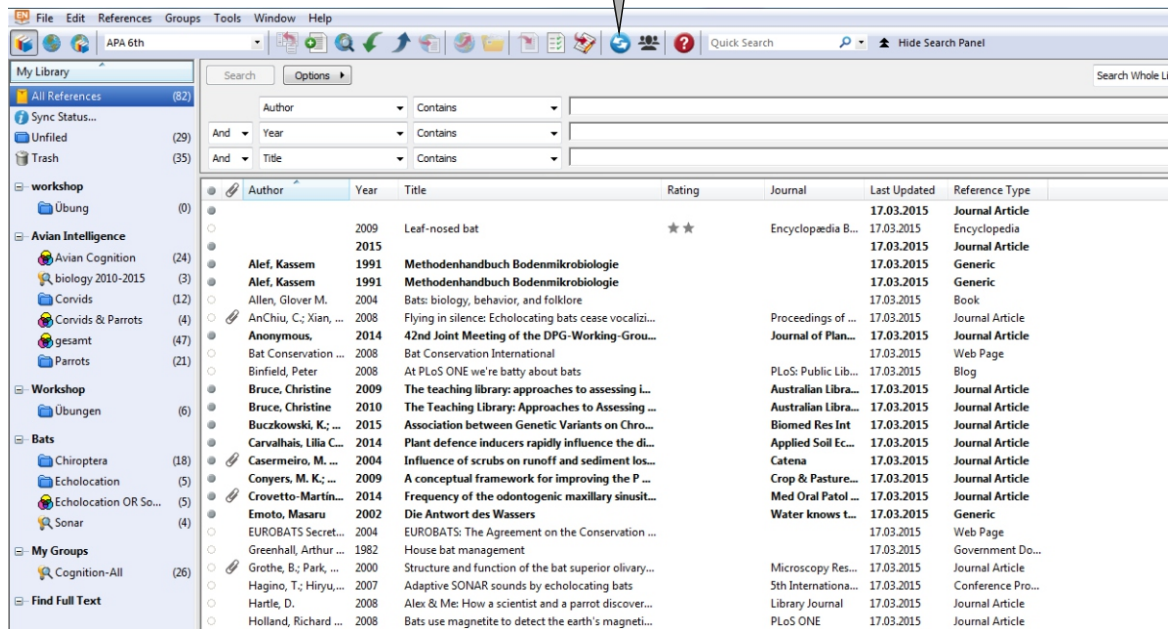 EN File Edit References Groups Tools Window Help
APA 6th Quick Search Hide Search Panel
My Library
All References (82)
Sync Status...
Unfiled (29)
Trash (35)
workshop
Übung (0)
Avian Intelligence
Avian Cognition (24)
biology 2010-2015 (3)
Corvids (12)
Corvids & Parrots (4)
gesamt (47)
Parrots (21)
Workshop
Übungen (6)
Bats
Chiroptera (18)
Echolocation (5)
Echolocation OR So... (5)
Sonar (4)
My Groups
Cognition-All (26)
Find Full Text
Search Options Search Whole Li
Author Contains
And Year Contains
And Title Contains
Author Year Title Rating Journal Last Updated Reference Type
17.03.2015 Journal Article
2009 Leaf-nosed bat ★★ Encyclopædia B... 17.03.2015 Encyclopedia
2015 17.03.2015 Journal Article
Alef, Kassem 1991 Methodenhandbuch Bodenmikrobiologie 17.03.2015 Generic
Alef, Kassem 1991 Methodenhandbuch Bodenmikrobiologie 17.03.2015 Generic
Allen, Glover M. 2004 Bats: biology, behavior, and folklore 17.03.2015 Book
AnChiu, C.; Xian, ... 2008 Flying in silence: Echolocating bats cease vocalizi... Proceedings of ... 17.03.2015 Journal Article
Anonymous, 2014 42nd Joint Meeting of the DPG-Working-Grou... Journal of Plan... 17.03.2015 Journal Article
Bat Conservation ... 2008 Bat Conservation International 17.03.2015 Web Page
Binfield, Peter 2008 At PLoS ONE we're batty about bats PLoS: Public Lib... 17.03.2015 Blog
Bruce, Christine 2009 The teaching library: approaches to assessing i... Australian Libra... 17.03.2015 Journal Article
Bruce, Christine 2010 The Teaching Library: Approaches to Assessing ... Australian Libra... 17.03.2015 Journal Article
Buczkowski, K.; ... 2015 Association between Genetic Variants on Chro... Biomed Res Int 17.03.2015 Journal Article
Carvalhais, Lilia C... 2014 Plant defence inducers rapidly influence the di... Applied Soil Ec... 17.03.2015 Journal Article
Casermeiro, M. ... 2004 Influence of scrubs on runoff and sediment los... Catena 17.03.2015 Journal Article
Conyers, M. K.; ... 2009 A conceptual framework for improving the P ... Crop & Pasture... 17.03.2015 Journal Article
Crovetto-Martín... 2014 Frequency of the odontogenic maxillary sinusit... Med Oral Patol ... 17.03.2015 Journal Article
Emoto, Masaru 2002 Die Antwort des Wassers Water knows t... 17.03.2015 Generic
EUROBATS Secret... 2004 EUROBATS: The Agreement on the Conservation ... 17.03.2015 Web Page
Greenhall, Arthur ... 1982 House bat management 17.03.2015 Government Do...
Grothe, B.; Park, ... 2000 Structure and function of the bat superior olivary... Microscopy Res... 17.03.2015 Journal Article
Hagino, T.; Hiryu,... 2007 Adaptive SONAR sounds by echolocating bats 5th Internationa... 17.03.2015 Conference Pro...
Hartle, D. 2008 Alex & Me: How a scientist and a parrot discover... Library Journal 17.03.2015 Journal Article
Holland, Richard ... 2008 Bats use magnetite to detect the earth's magneti... PLoS ONE 17.03.2015 Journal Article